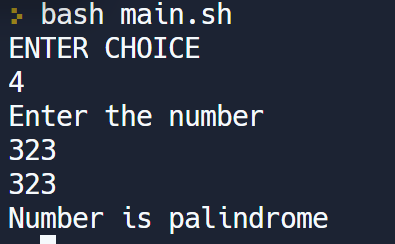 > bash main.sh
ENTER CHOICE
4
Enter the number
323
323
Number is palindrome